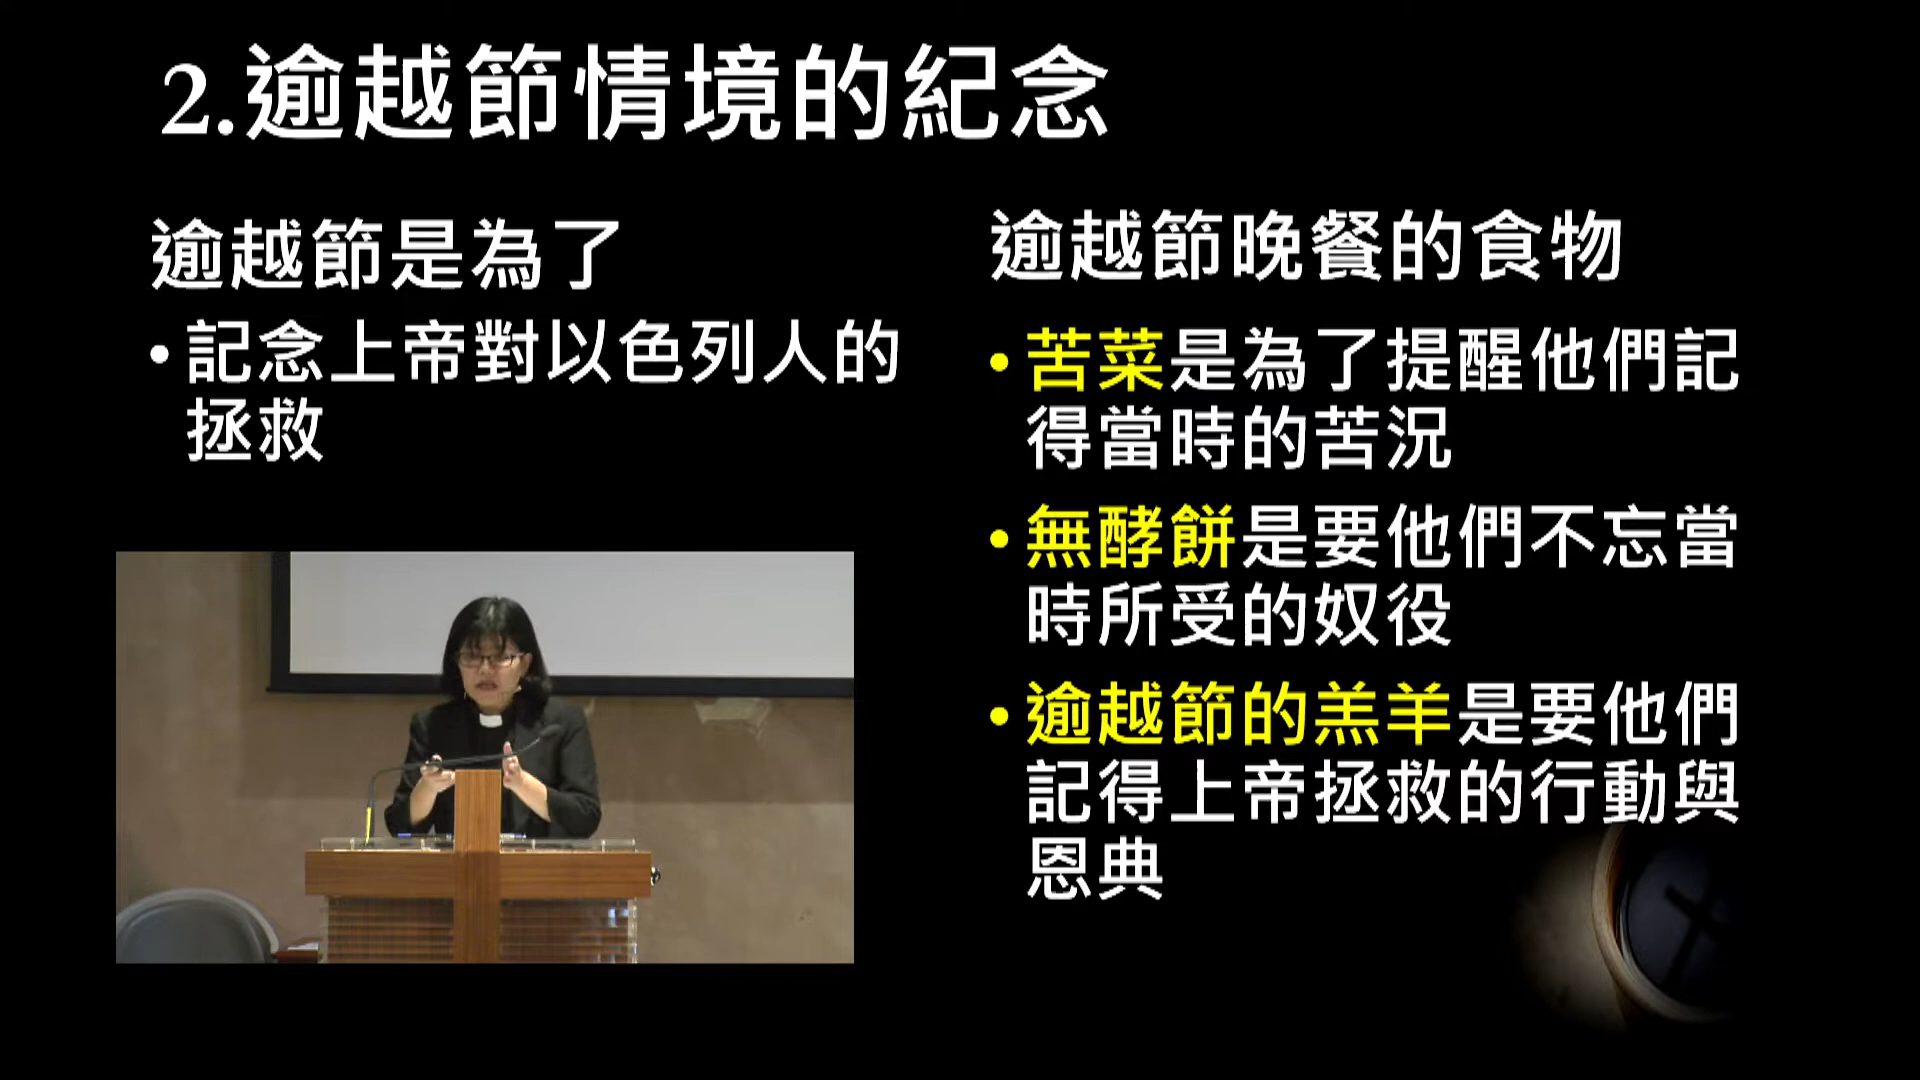 2.逾越節情境的紀念
逾越節是為了
•記念上帝對以色列人的
拯救
逾越節晚餐的食物
•苦菜是為了提醒他們記
得當時的苦況
•無酵餅是要他們不忘當
時所受的奴役
•逾越節的羔羊是要他們
記得上帝拯救的行動與
恩典